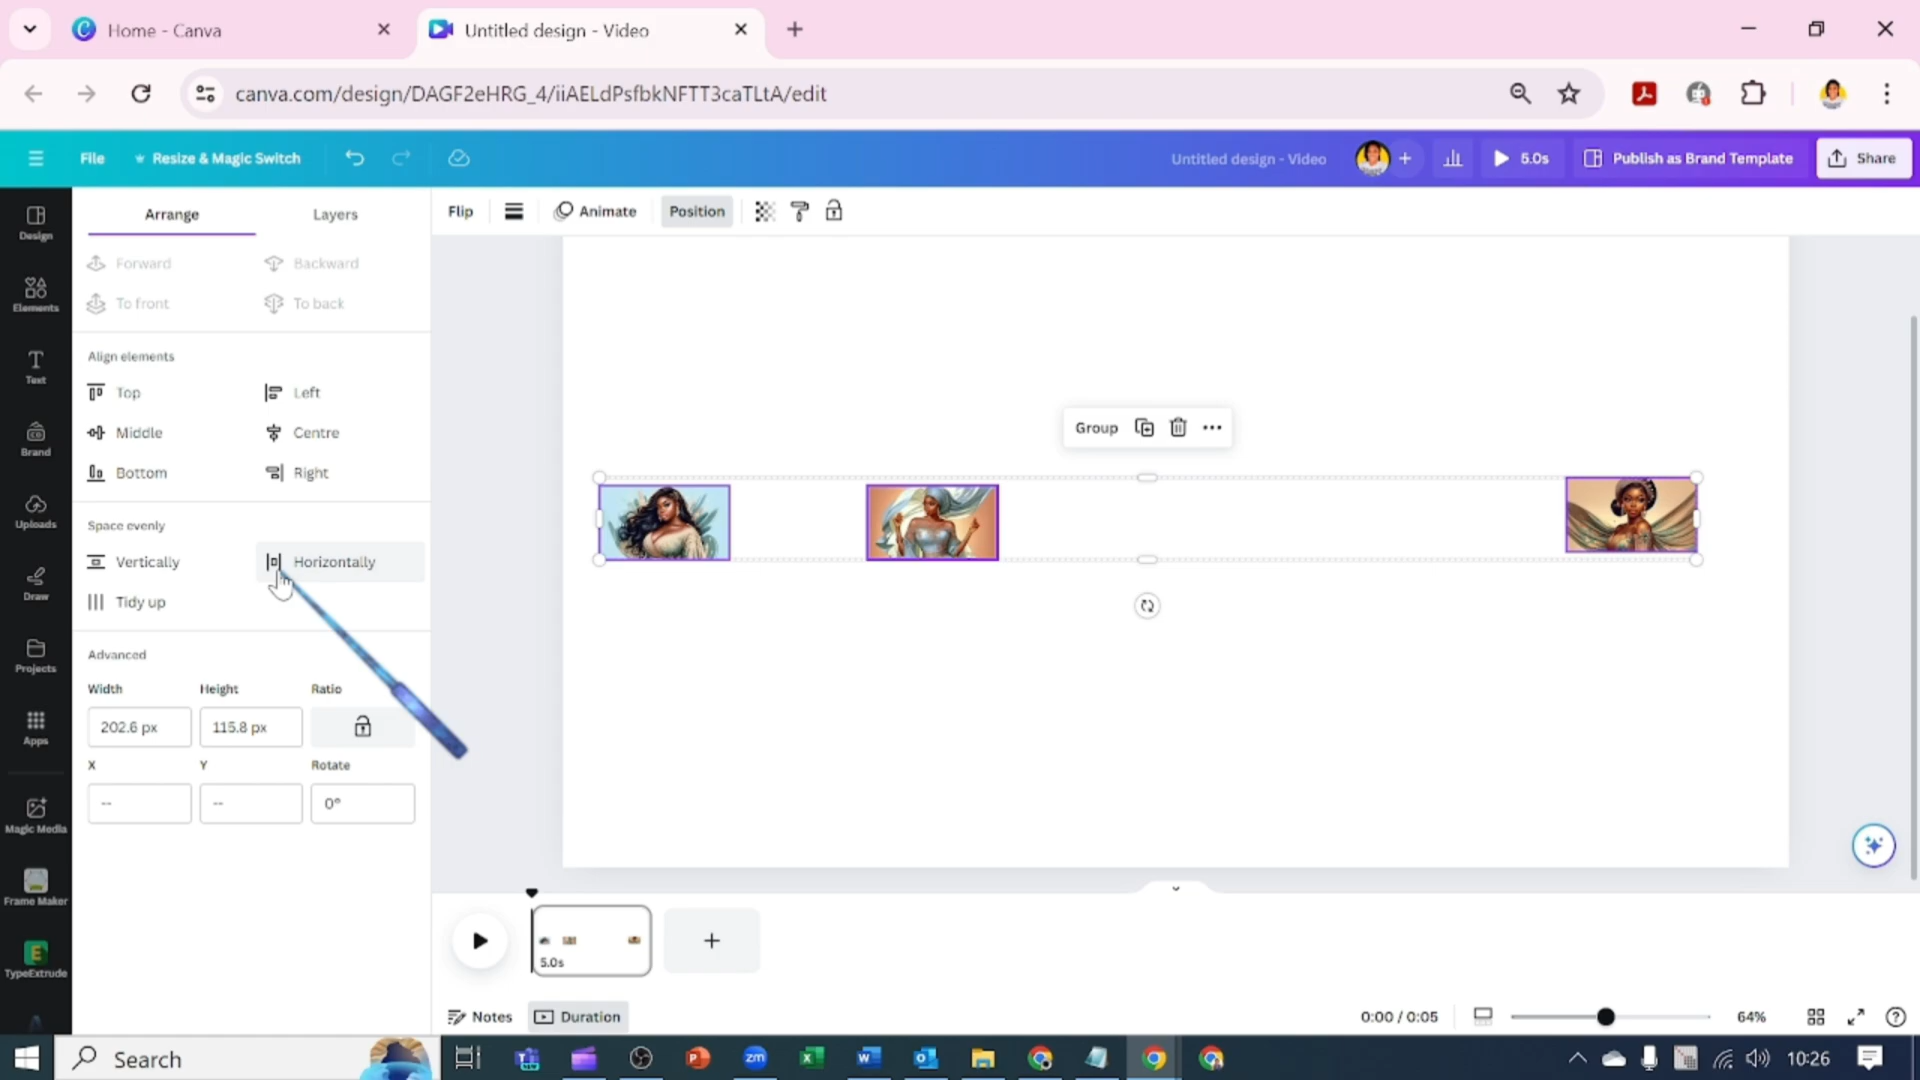 Home - Canva
Untitled design - Video
canva.com/design/DAGF2eHRG_4/iiAELdPsfbkNFTT3caTLtA/edit
File
Resize & Magic Switch
Untitled design - Video
5.0s
Publish as Brand Template
Share
Design
Elements
Text
Brand
Uploads
Draw
Projects
Apps
Magic Media
Frame Maker
TypeExtrude
Arrange
Layers
Forward
Backward
To front
To back
Align elements
Top
Left
Middle
Centre
Bottom
Right
Space evenly
Vertically
Horizontally
Tidy up
Advanced
Width
Height
Ratio
202.6 px
115.8 px
X
Y
Rotate
--
--
0°
Flip
Animate
Position
Group
5.0s
Notes
Duration
0:00 / 0:05
64%
Search
10:26